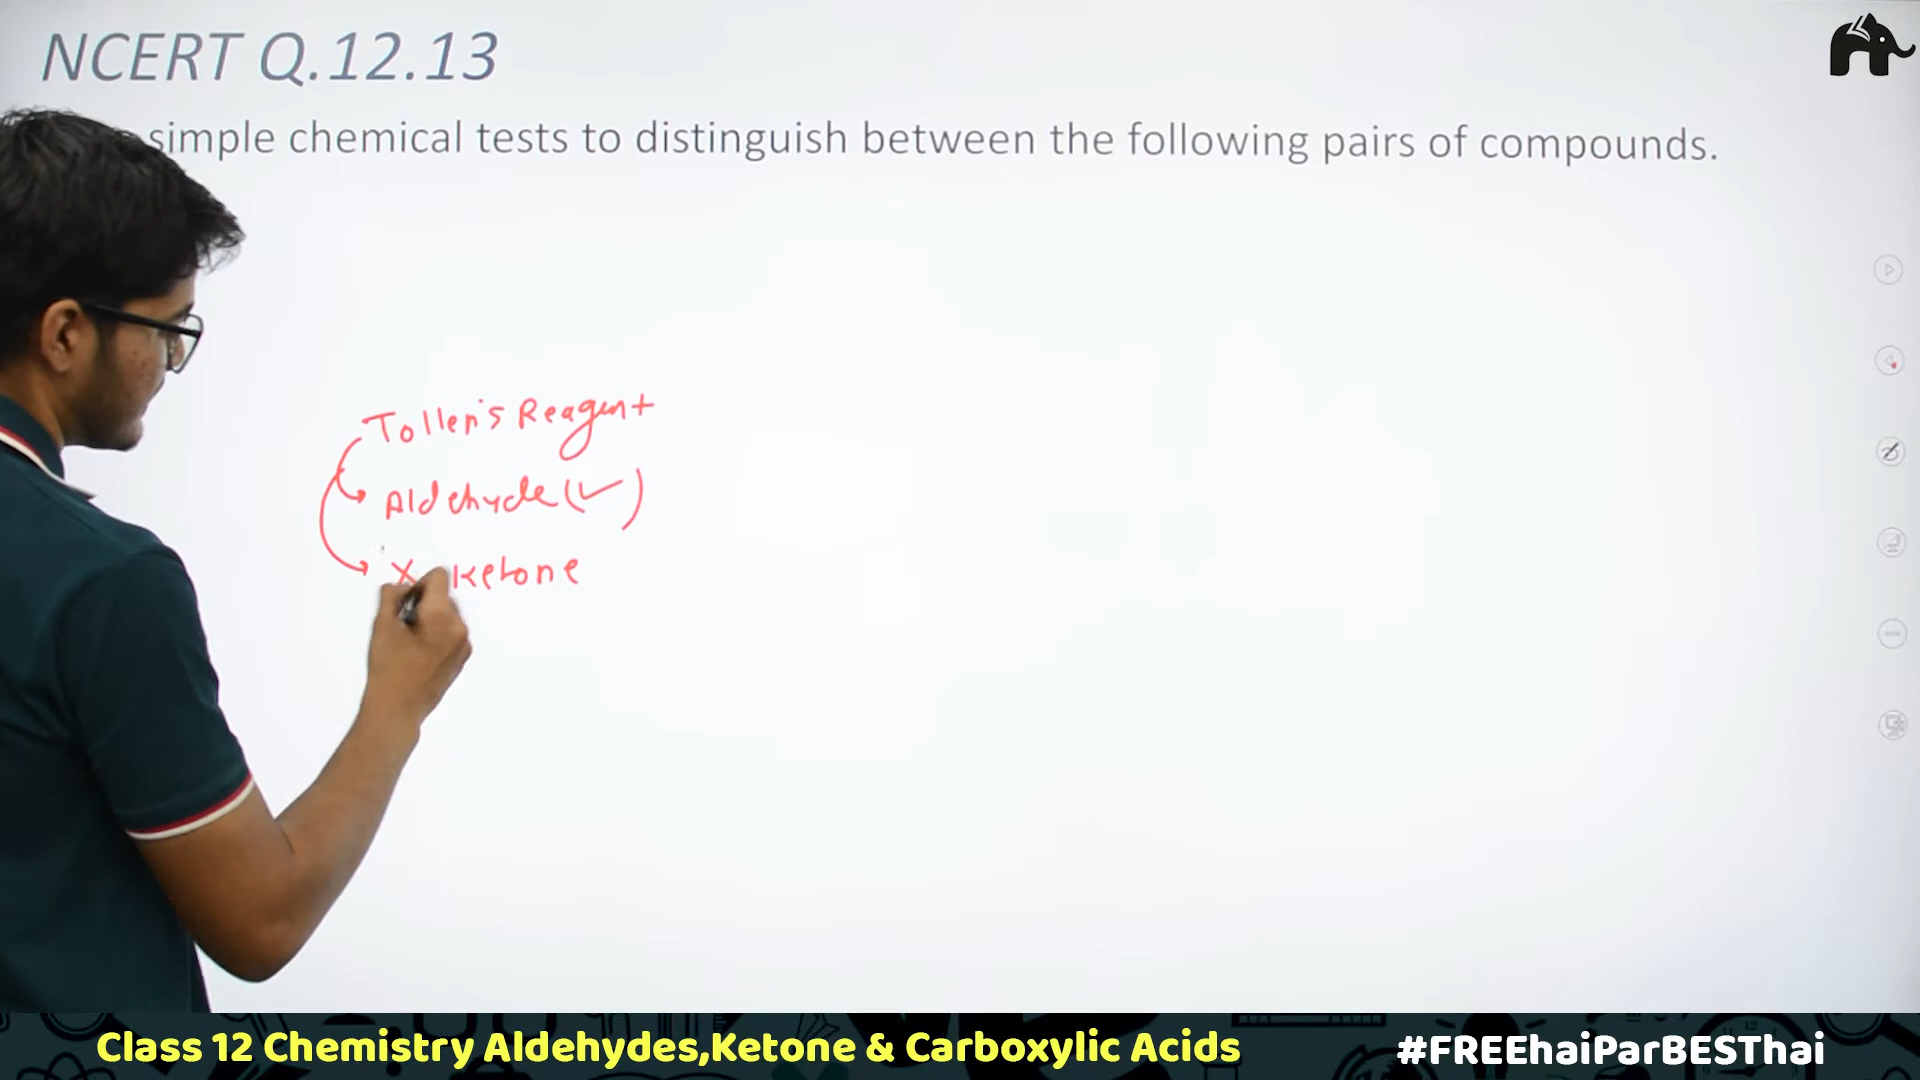 NCERT Q.12.13
simple chemical tests to distinguish between the following pairs of compounds.
Tollen's Reagent
Aldehyde (✓)
X Ketone
Class 12 Chemistry Aldehydes,Ketone & Carboxylic Acids
#FREEhaiParBESThai